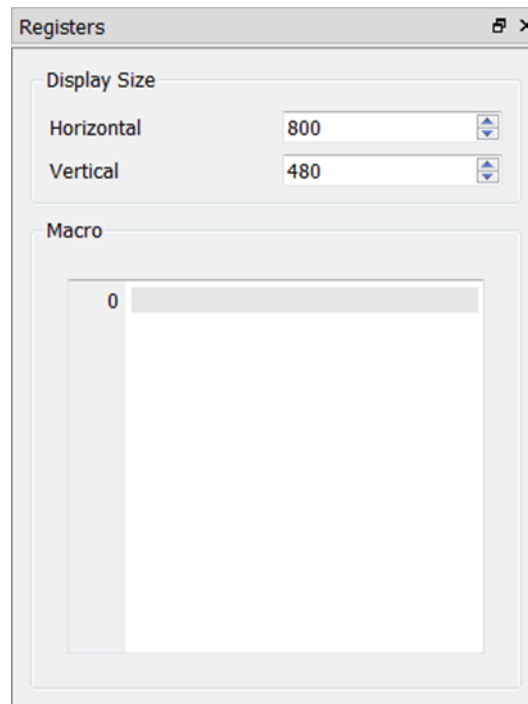 Registers
Display Size
Horizontal 800
Vertical 480
Macro
0